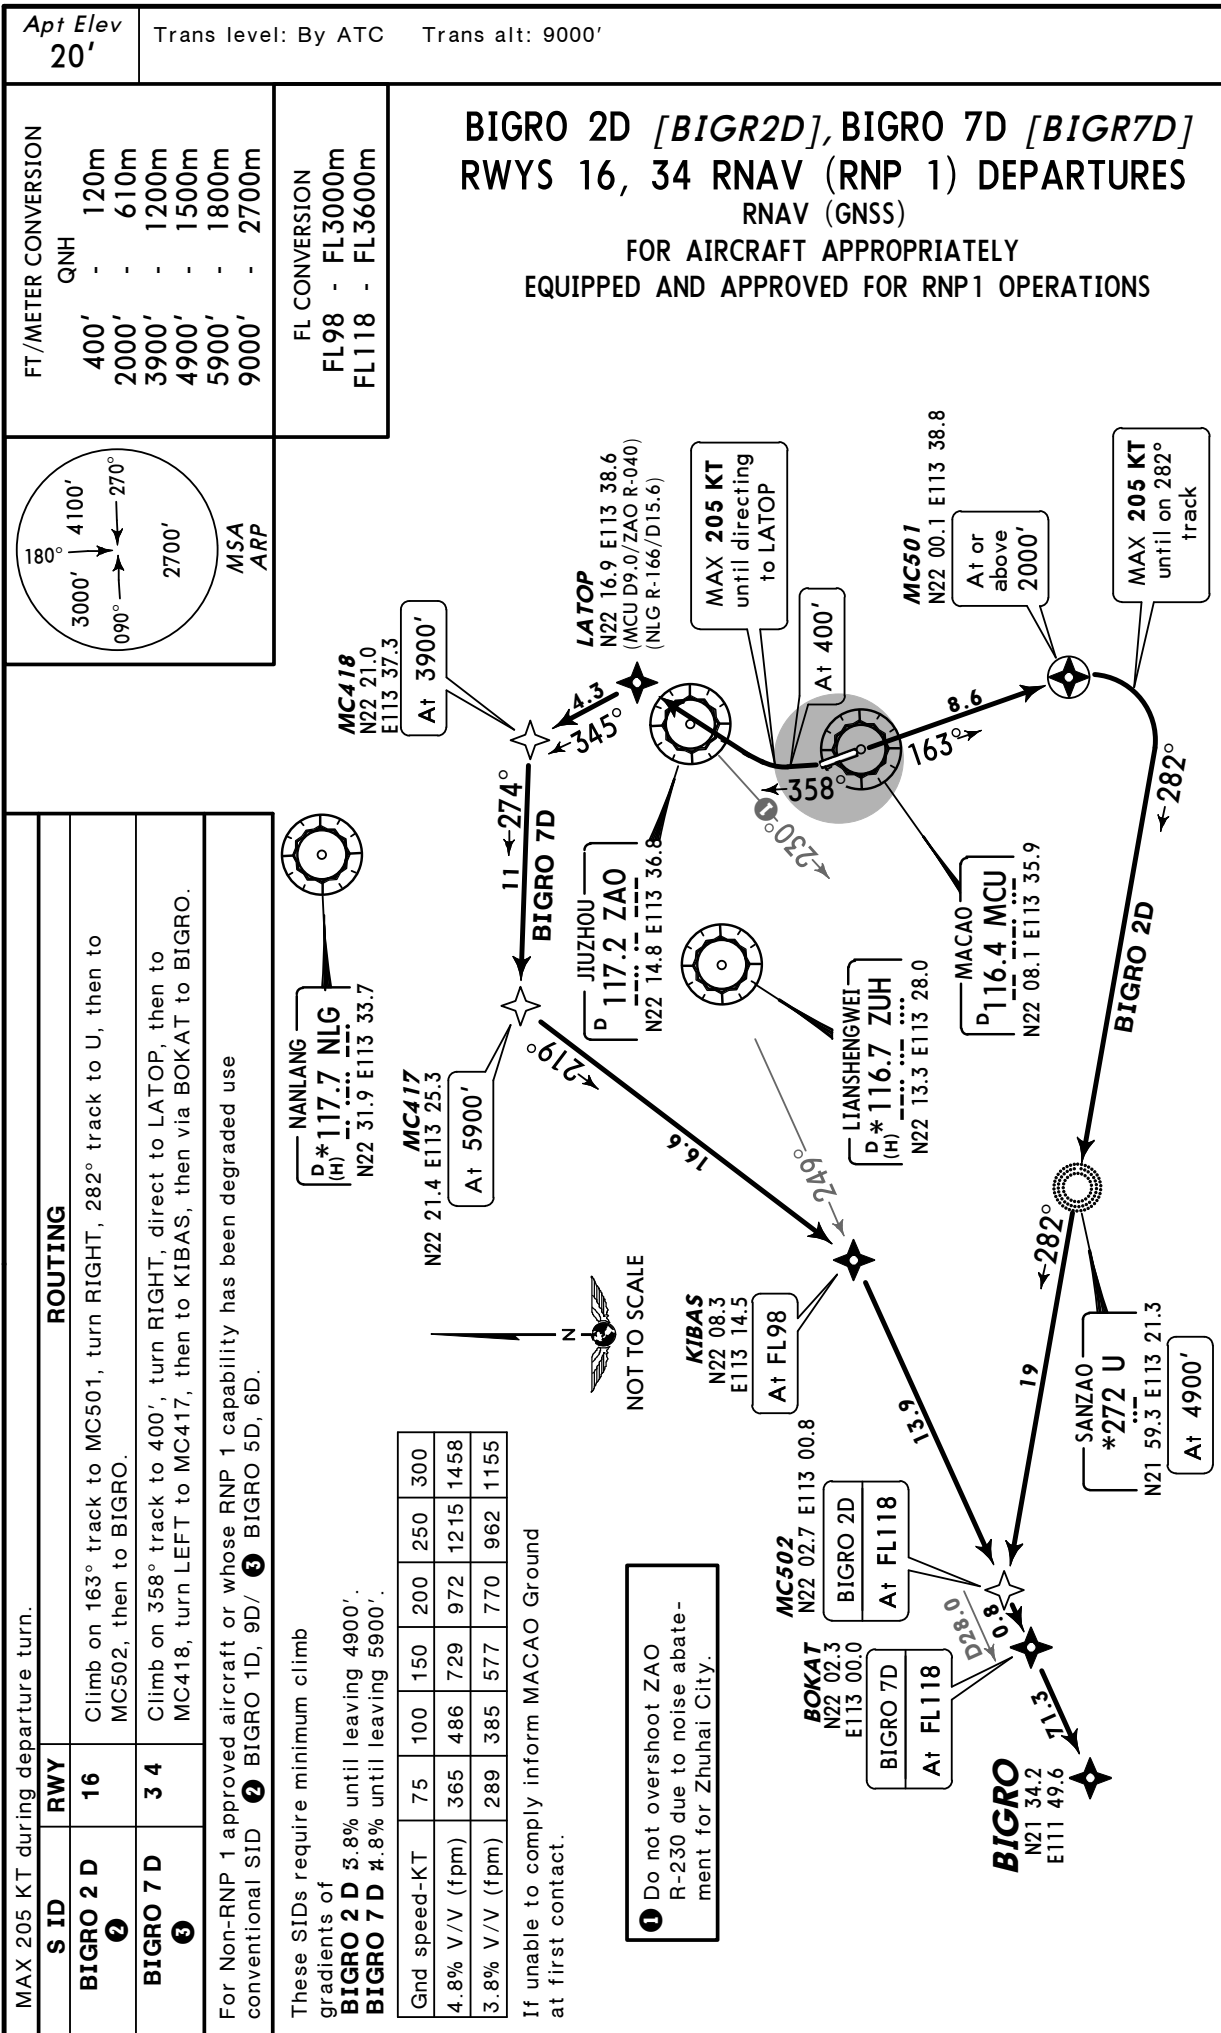 Apt Elev
20'
Trans level: By ATC Trans alt: 9000'
FT/METER CONVERSION
QNH
400' - 120m
2000' - 610m
3900' - 1200m
4900' - 1500m
5900' - 1800m
9000' - 2700m
FL CONVERSION
FL98 - FL3000m
FL118 - FL3600m
BIGRO 2D [BIGR2D], BIGRO 7D [BIGR7D]
RWYS 16, 34 RNAV (RNP 1) DEPARTURES
RNAV (GNSS)
FOR AIRCRAFT APPROPRIATELY
EQUIPPED AND APPROVED FOR RNP1 OPERATIONS
180°
270°
090°
3000'
4100'
2700'
MSA
ARP
MC418
N22 21.0
E113 37.3
At 3900'
LATOP
N22 16.9 E113 38.6
(MCU D9.0/ZAO R-040)
(NLG R-166/D15.6)
MAX 205 KT
until directing
to LATOP
At 400'
MC501
N22 00.1 E113 38.8
At or
above
2000'
MAX 205 KT
until on 282°
track
4.3
345°
274°
11
BIGRO 7D
358°
163°
8.6
282°
BIGRO 2D
1
230°
NANLANG
D
(H)
*117.7 NLG
N22 31.9 E113 33.7
JIUZHOU
D
117.2 ZAO
N22 14.8 E113 36.8
LIANSHENGWEI
D
(H)
*116.7 ZUH
N22 13.3 E113 28.0
MACAO
D
116.4 MCU
N22 08.1 E113 35.9
MC417
N22 21.4 E113 25.3
At 5900'
219°
16.6
249°
KIBAS
N22 08.3
E113 14.5
At FL98
13.9
282°
19
SANZAO
*272 U
N21 59.3 E113 21.3
At 4900'
N
NOT TO SCALE
MC502
N22 02.7 E113 00.8
BIGRO 2D
At FL118
BOKAT
N22 02.3
E113 00.0
BIGRO 7D
At FL118
D28.0
0.8
71.3
BIGRO
N21 34.2
E111 49.6
MAX 205 KT during departure turn.
SID RWY ROUTING
BIGRO 2D 2 16 Climb on 163° track to MC501, turn RIGHT, 282° track to U, then to
MC502, then to BIGRO.
BIGRO 7D 3 34 Climb on 358° track to 400', turn RIGHT, direct to LATOP, then to
MC418, turn LEFT to MC417, then to KIBAS, then via BOKAT to BIGRO.
For Non-RNP 1 approved aircraft or whose RNP 1 capability has been degraded use
conventional SID 2 BIGRO 1D, 9D/ 3 BIGRO 5D, 6D.
These SIDs require minimum climb
gradients of
BIGRO 2D 3.8% until leaving 4900'.
BIGRO 7D 4.8% until leaving 5900'.
Gnd speed-KT 75 100 150 200 250 300
4.8% V/V (fpm) 365 486 729 972 1215 1458
3.8% V/V (fpm) 289 385 577 770 962 1155
If unable to comply inform MACAO Ground
at first contact.
1 Do not overshoot ZAO
R-230 due to noise abate-
ment for Zhuhai City.